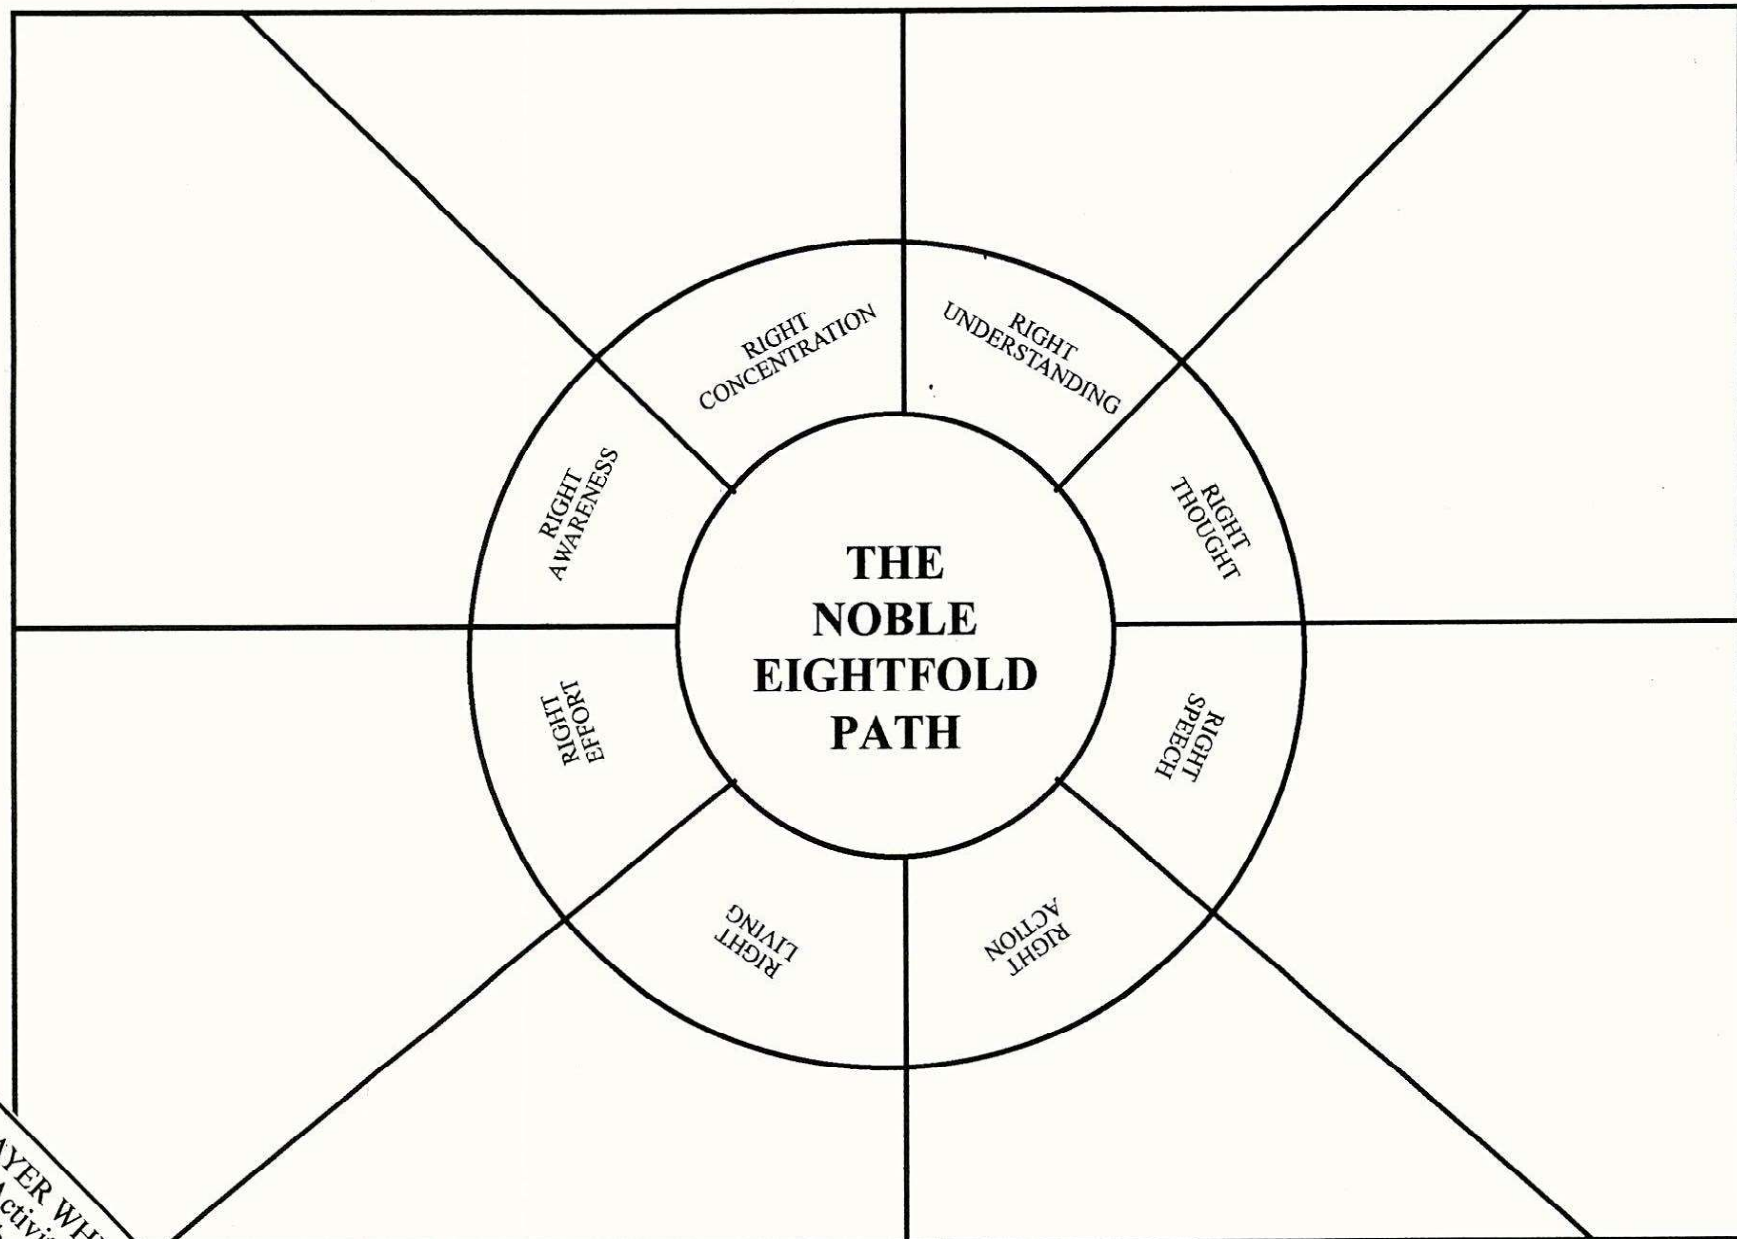 THE
NOBLE
EIGHTFOLD
PATH
RIGHT
UNDERSTANDING
RIGHT
THOUGHT
RIGHT
SPEECH
RIGHT
ACTION
RIGHT
LIVING
RIGHT
EFFORT
RIGHT
AWARENESS
RIGHT
CONCENTRATION